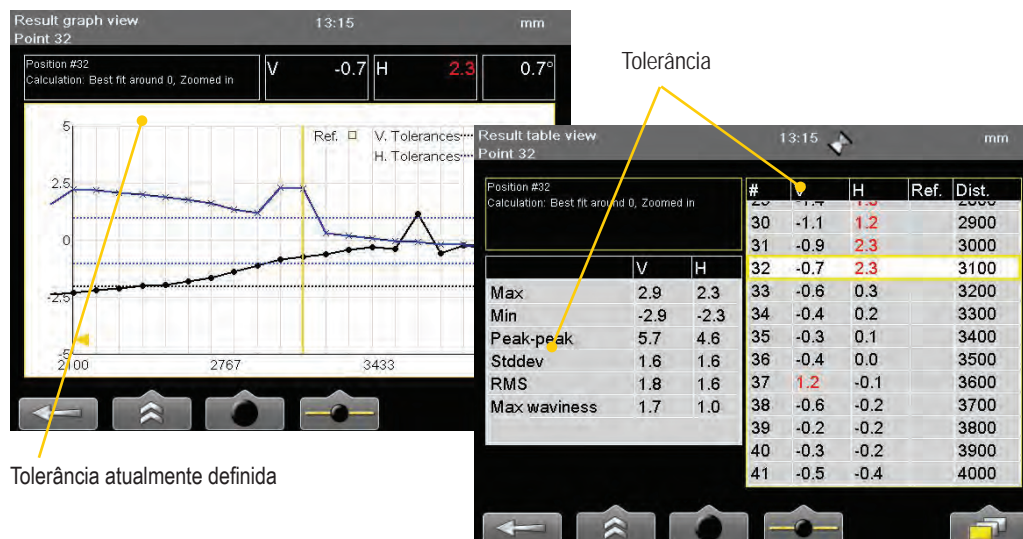 Result graph view 13:15 mm
Point 32
Position #32
Calculation: Best fit around 0, Zoomed in
V -0.7 H 2.3 0.7°
5
2.5
0
-2.5
-5
2100 2767 3433
Ref. V. Tolerances
H. Tolerances
Tolerância
Tolerância atualmente definida
Result table view 13:15 mm
Point 32
Position #32
Calculation: Best fit around 0, Zoomed in
V H
Max 2.9 2.3
Min -2.9 -2.3
Peak-peak 5.7 4.6
Stddev 1.6 1.6
RMS 1.8 1.6
Max waviness 1.7 1.0
# V H Ref. Dist.
30 -1.1 1.2 2900
31 -0.9 2.3 3000
32 -0.7 2.3 3100
33 -0.6 0.3 3200
34 -0.4 0.2 3300
35 -0.3 0.1 3400
36 -0.4 0.0 3500
37 1.2 -0.1 3600
38 -0.6 -0.2 3700
39 -0.2 -0.2 3800
40 -0.3 -0.2 3900
41 -0.5 -0.4 4000